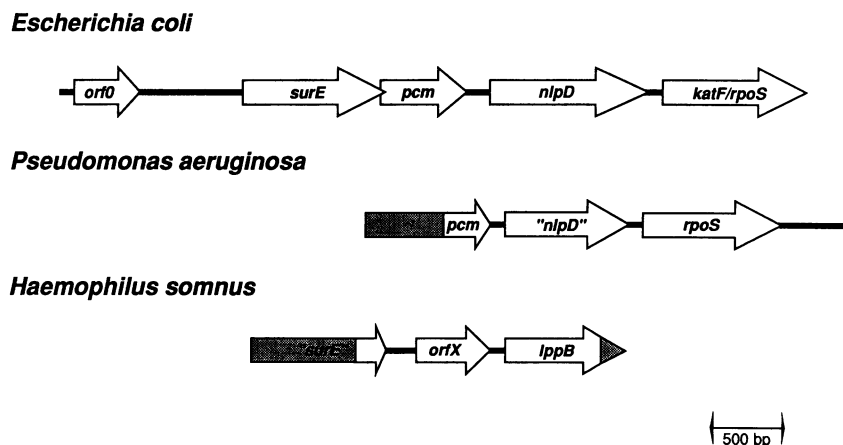 Escherichia coli
orf0 surE pcm nlpD katF/rpoS
Pseudomonas aeruginosa
pcm "nlpD" rpoS
Haemophilus somnus
"surE" orfX lppB
500 bp